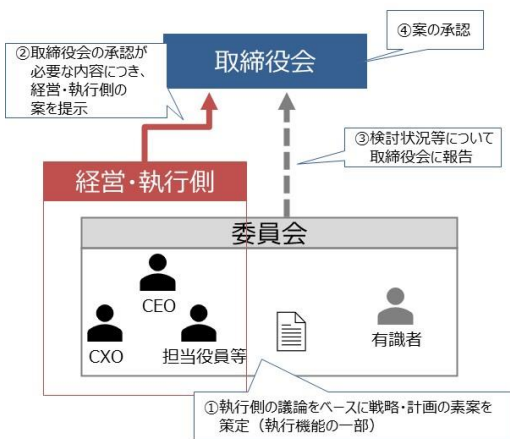 ④案の承認
②取締役会の承認が
必要な内容につき、
経営・執行側の
案を提示
取締役会
③検討状況等について
取締役会に報告
経営・執行側
委員会
CEO
CXO
担当役員等
有識者
①執行側の議論をベースに戦略・計画の素案を
策定（執行機能の一部）